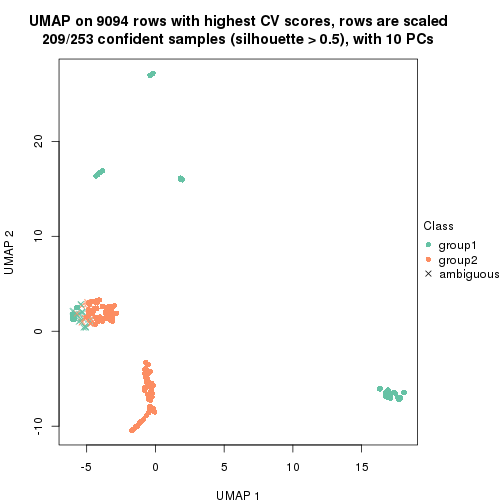 UMAP on 9094 rows with highest CV scores, rows are scaled
209/253 confident samples (silhouette > 0.5), with 10 PCs
UMAP 2
20
10
0
-10
-5
0
5
10
15
UMAP 1
Class
group1
group2
ambiguous